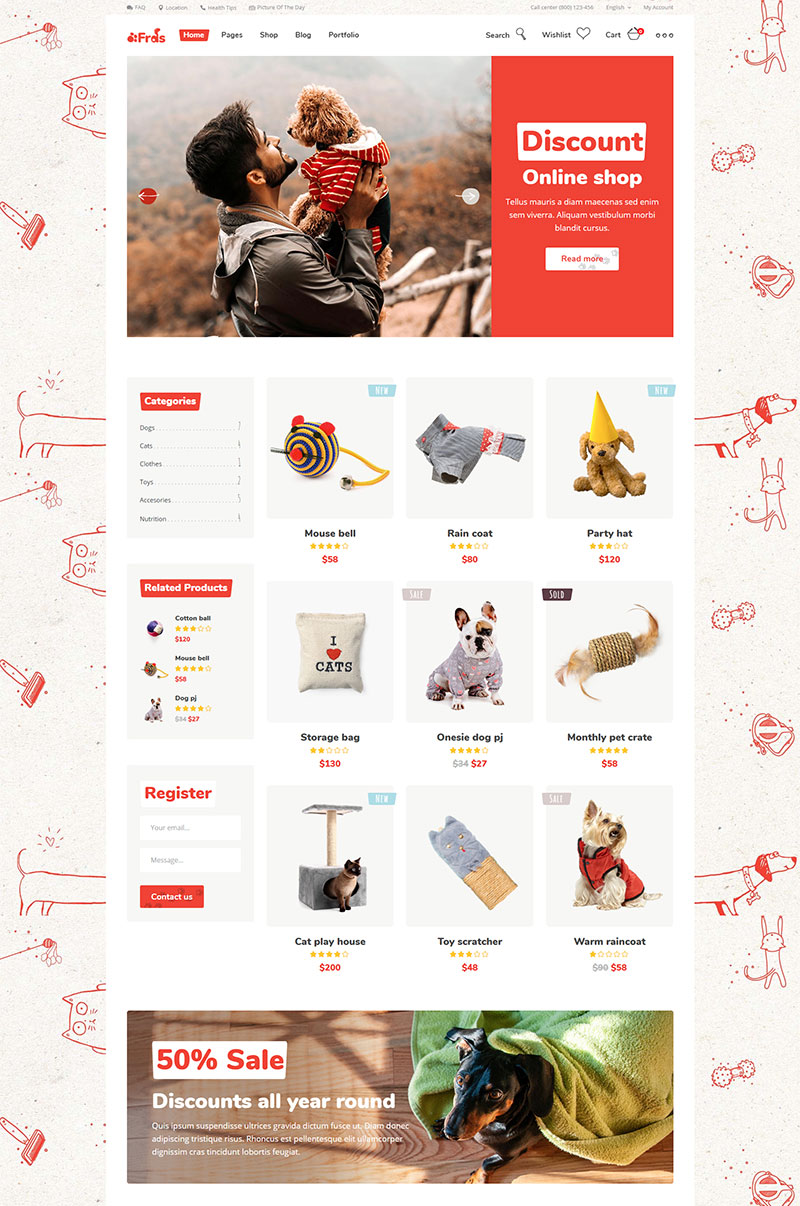 FAQ Location Health Tips Picture Of The Day Call center (800) 123-456 English My Account
Frds Home Pages Shop Blog Portfolio Search Wishlist Cart
Discount
Online shop
Tellus mauris a diam maecenas sed enim
sem viverra. Aliquam vestibulum morbi
blandit cursus.
Read more
Categories
Dogs
Cats
Clothes
Toys
Accesories
Nutrition
Related Products
Cotton ball
$120
Mouse bell
$58
Dog pj
$34 $27
Register
Your email...
Message...
Contact us
New
Mouse bell
$58
Rain coat
$80
New
Party hat
$120
I
CATS
Storage bag
$130
Sale
Onesie dog pj
$34 $27
Sold
Monthly pet crate
$58
New
Cat play house
$200
Toy scratcher
$48
Sale
Warm raincoat
$90 $58
50% Sale
Discounts all year round
Quis ipsum suspendisse ultrices gravida dictum fusce ut. Diam donec
adipiscing tristique risus. Rhoncus est pellentesque elit ullamcorper
dignissim cras tincidunt lobortis feugiat.